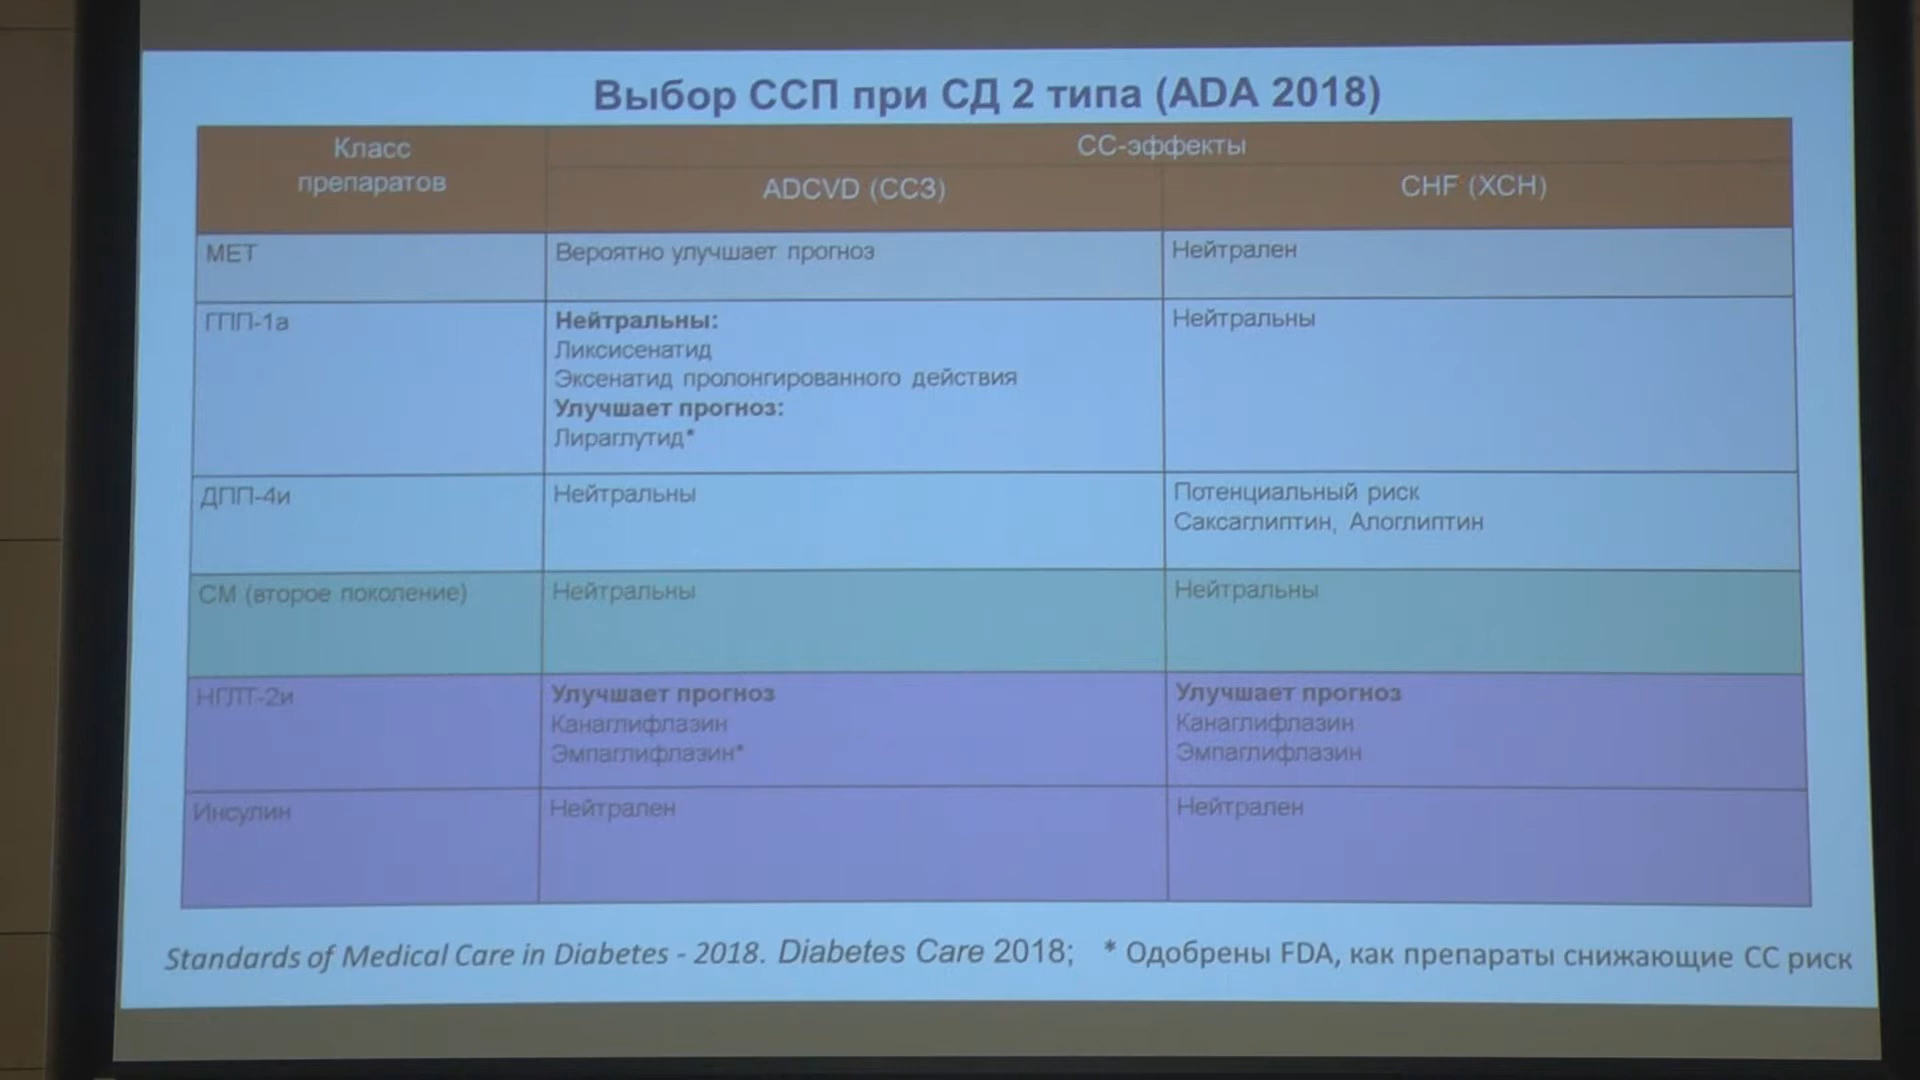 Выбор ССП при СД 2 типа (ADA 2018)
Класс
препаратов
СС-эффекты
ADCVD (ССЗ)
CHF (ХСН)
МЕТ
Вероятно улучшает прогноз
Нейтрален
ГПП-1а
Нейтральны:
Ликсисенатид
Эксенатид пролонгированного действия
Улучшает прогноз:
Лираглутид*
Нейтральны
ДПП-4и
Нейтральны
Потенциальный риск
Саксаглиптин, Алоглиптин
СМ (второе поколение)
Нейтральны
Нейтральны
НГЛТ-2и
Улучшает прогноз
Канаглифлазин
Эмпаглифлазин*
Улучшает прогноз
Канаглифлазин
Эмпаглифлазин
Инсулин
Нейтрален
Нейтрален
Standards of Medical Care in Diabetes - 2018. Diabetes Care 2018; * Одобрены FDA, как препараты снижающие СС риск